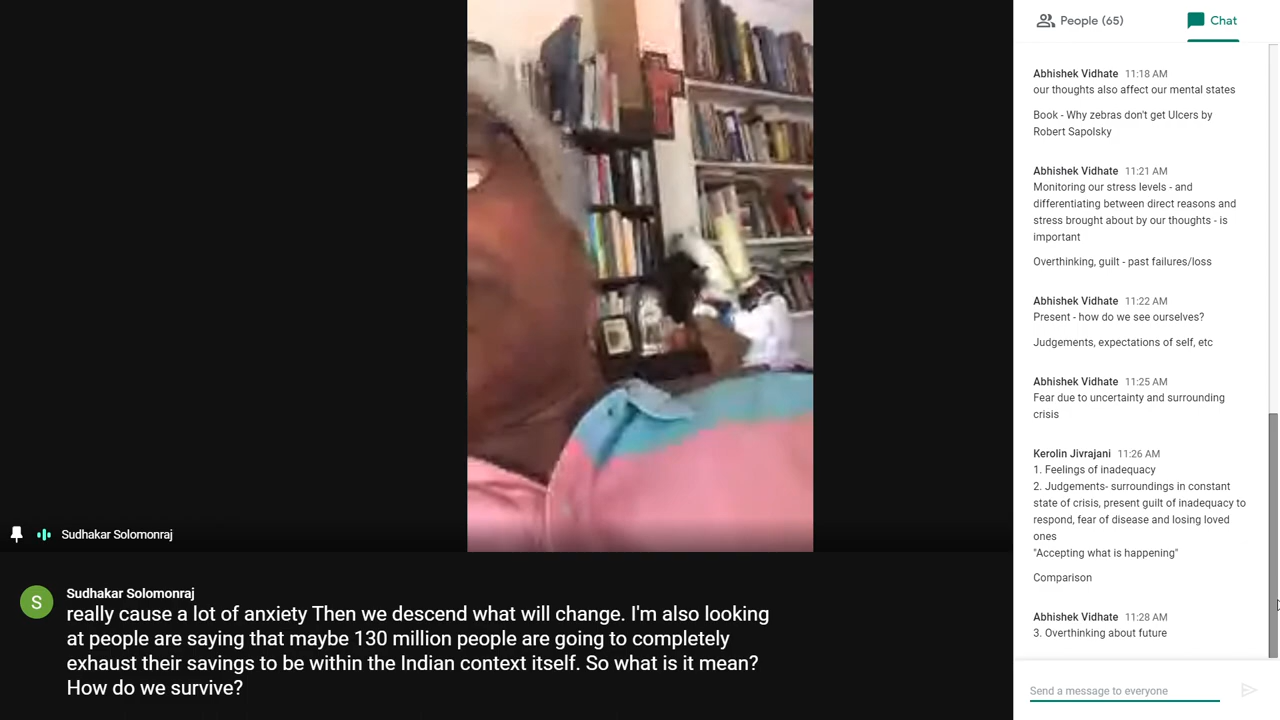 People (65)
Chat
Abhishek Vidhate 11:18 AM
our thoughts also affect our mental states
Book - Why zebras don't get Ulcers by
Robert Sapolsky
Abhishek Vidhate 11:21 AM
Monitoring our stress levels - and
differentiating between direct reasons and
stress brought about by our thoughts - is
important
Overthinking, guilt - past failures/loss
Abhishek Vidhate 11:22 AM
Present - how do we see ourselves?
Judgements, expectations of self, etc
Abhishek Vidhate 11:25 AM
Fear due to uncertainty and surrounding
crisis
Kerolin Jivrajani 11:26 AM
1. Feelings of inadequacy
2. Judgements- surroundings in constant
state of crisis, present guilt of inadequacy to
respond, fear of disease and losing loved
ones
"Accepting what is happening"
Comparison
Abhishek Vidhate 11:28 AM
3. Overthinking about future
Send a message to everyone
Sudhakar Solomonraj
S
Sudhakar Solomonraj
really cause a lot of anxiety Then we descend what will change. I'm also looking
at people are saying that maybe 130 million people are going to completely
exhaust their savings to be within the Indian context itself. So what is it mean?
How do we survive?